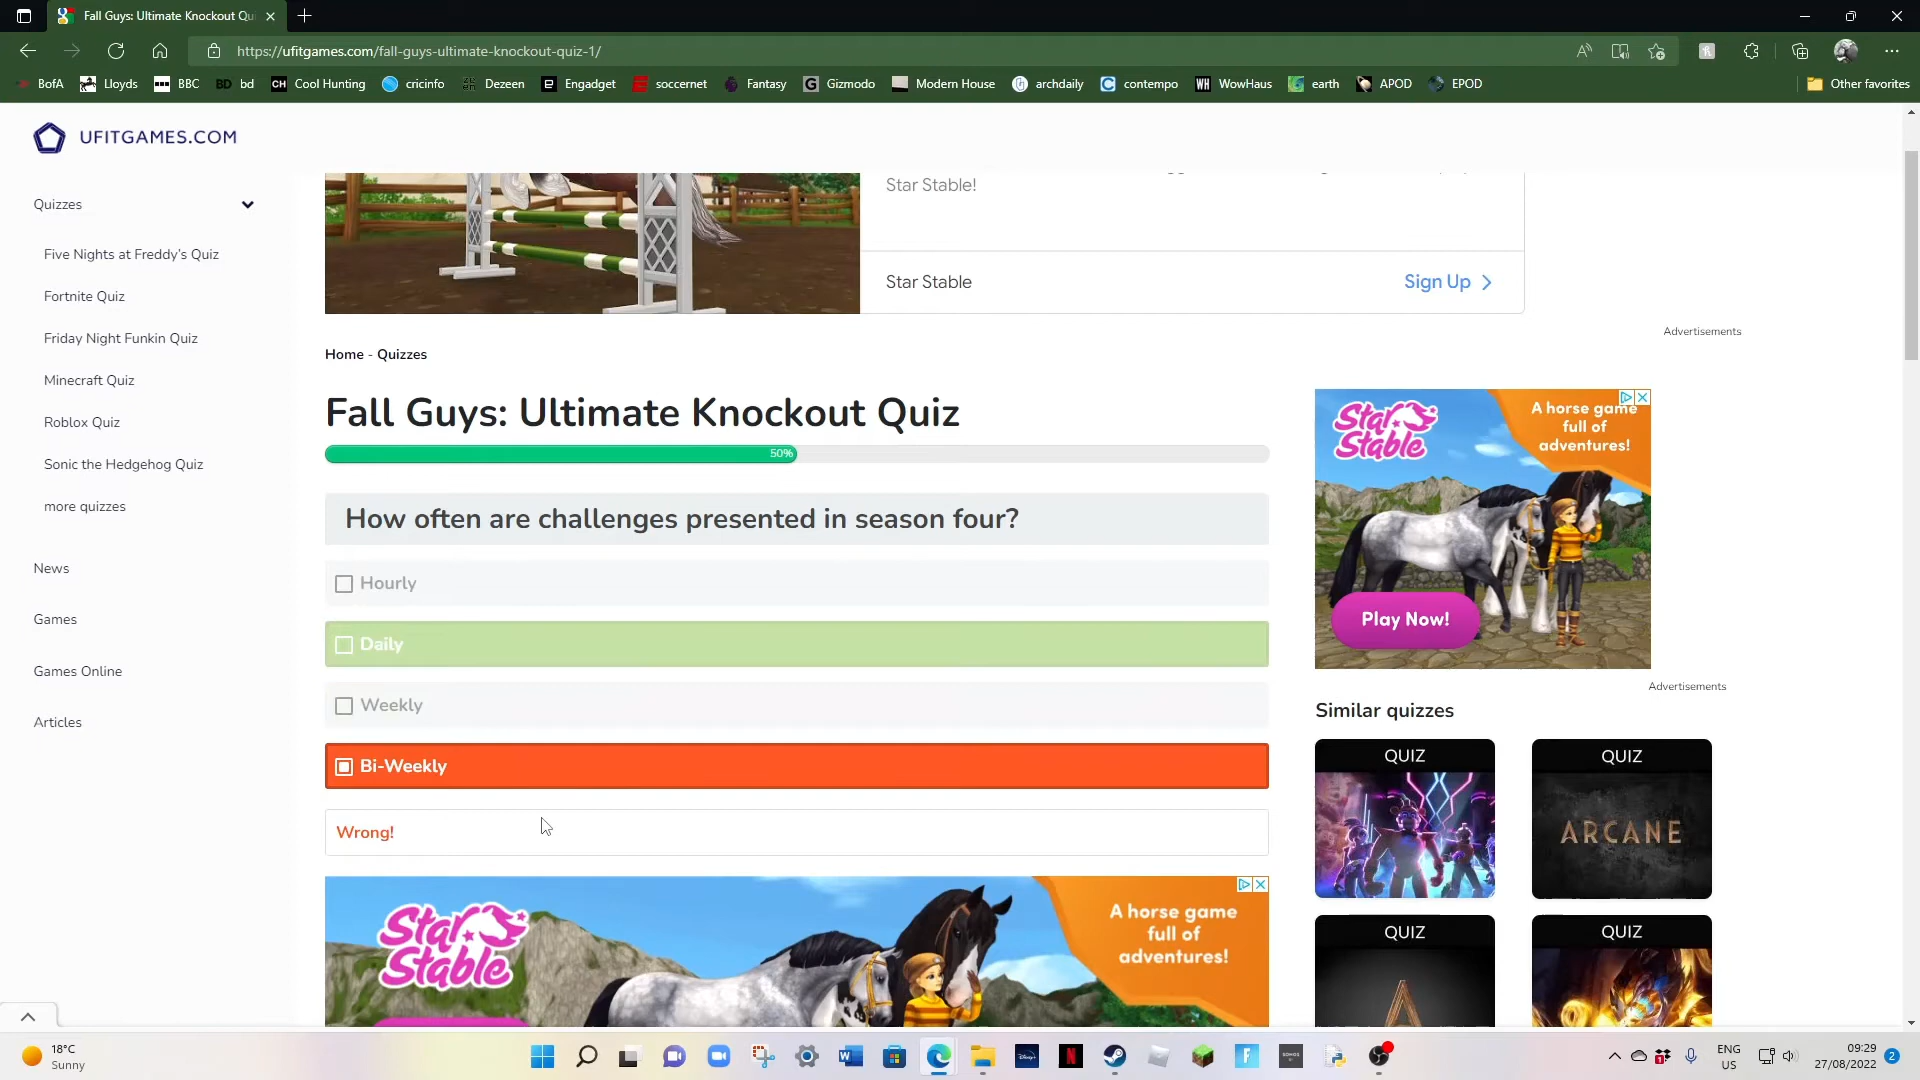 Fall Guys: Ultimate Knockout Qui
https://ufitgames.com/fall-guys-ultimate-knockout-quiz-1/
BofA Lloyds BBC BD bd CH Cool Hunting cricinfo Dezeen Engadget soccernet Fantasy G Gizmodo Modern House archdaily C contempo WH WowHaus earth APOD EPOD Other favorites
UFITGAMES.COM
Quizzes
Five Nights at Freddy's Quiz
Fortnite Quiz
Friday Night Funkin Quiz
Minecraft Quiz
Roblox Quiz
Sonic the Hedgehog Quiz
more quizzes
News
Games
Games Online
Articles
Star Stable!
Star Stable
Sign Up
Advertisements
Home - Quizzes
Fall Guys: Ultimate Knockout Quiz
50%
How often are challenges presented in season four?
Hourly
Daily
Weekly
Bi-Weekly
Wrong!
Star Stable
A horse game
full of
adventures!
Star Stable
A horse game
full of
adventures!
Play Now!
Advertisements
Similar quizzes
QUIZ
QUIZ
ARCANE
QUIZ
QUIZ
18°C
Sunny
ENG
US
09:29
27/08/2022
2